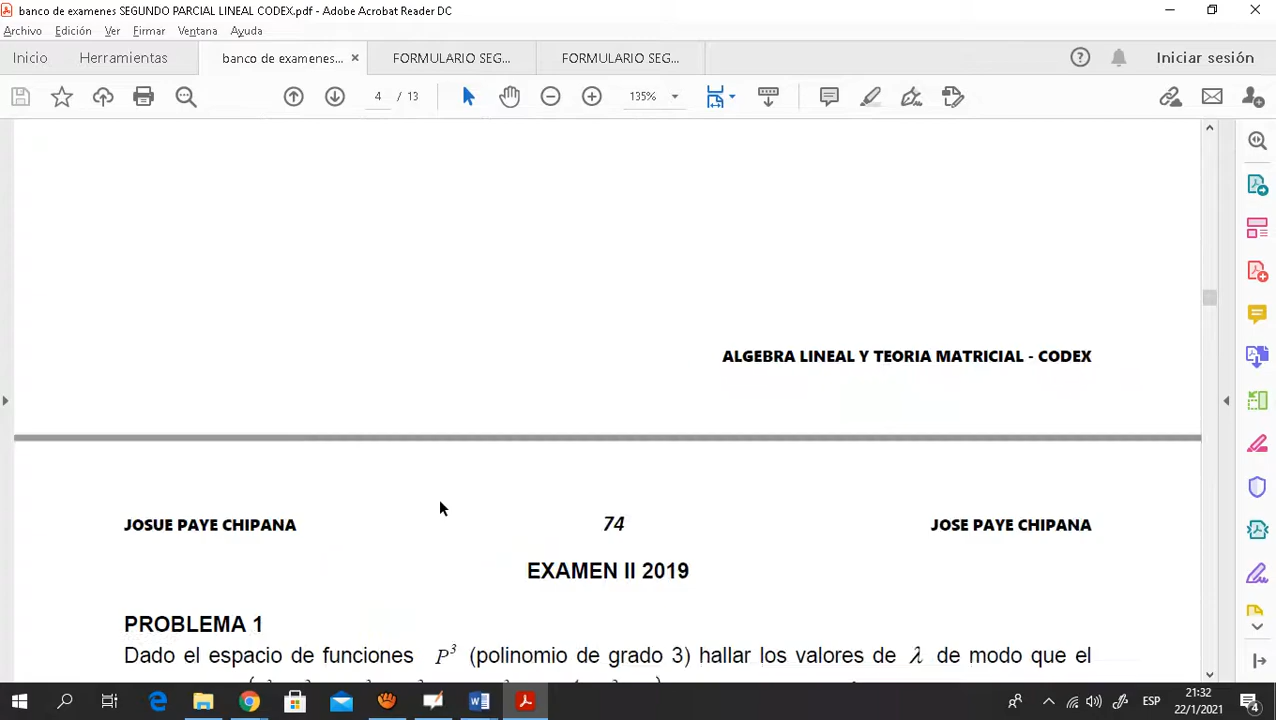 banco de examenes SEGUNDO PARCIAL LINEAL CODEX.pdf - Adobe Acrobat Reader DC
Archivo Edición Ver Firmar Ventana Ayuda
Inicio Herramientas banco de examenes... × FORMULARIO SEG... FORMULARIO SEG... Iniciar sesión
4 / 13 135%
ALGEBRA LINEAL Y TEORIA MATRICIAL - CODEX
JOSUE PAYE CHIPANA 74 JOSE PAYE CHIPANA
EXAMEN II 2019
PROBLEMA 1
Dado el espacio de funciones P³ (polinomio de grado 3) hallar los valores de λ de modo que el
ESP 21:32
22/1/2021 4